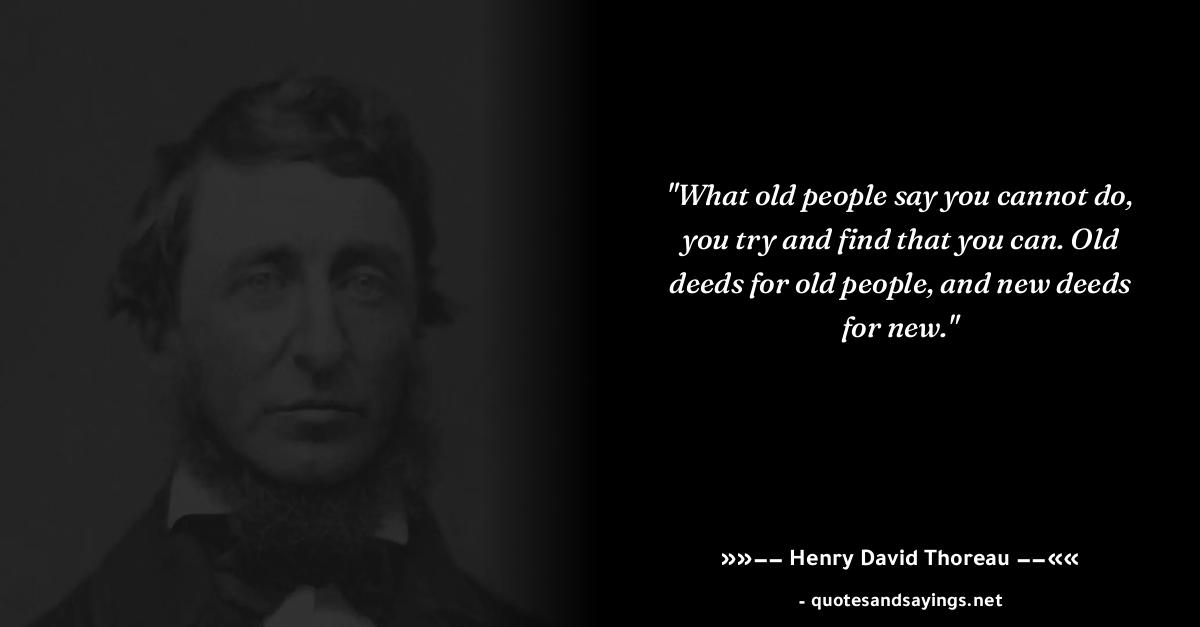 "What old people say you cannot do,
you try and find that you can. Old
deeds for old people, and new deeds
for new."
»»−− Henry David Thoreau −−««
- quotesandsayings.net